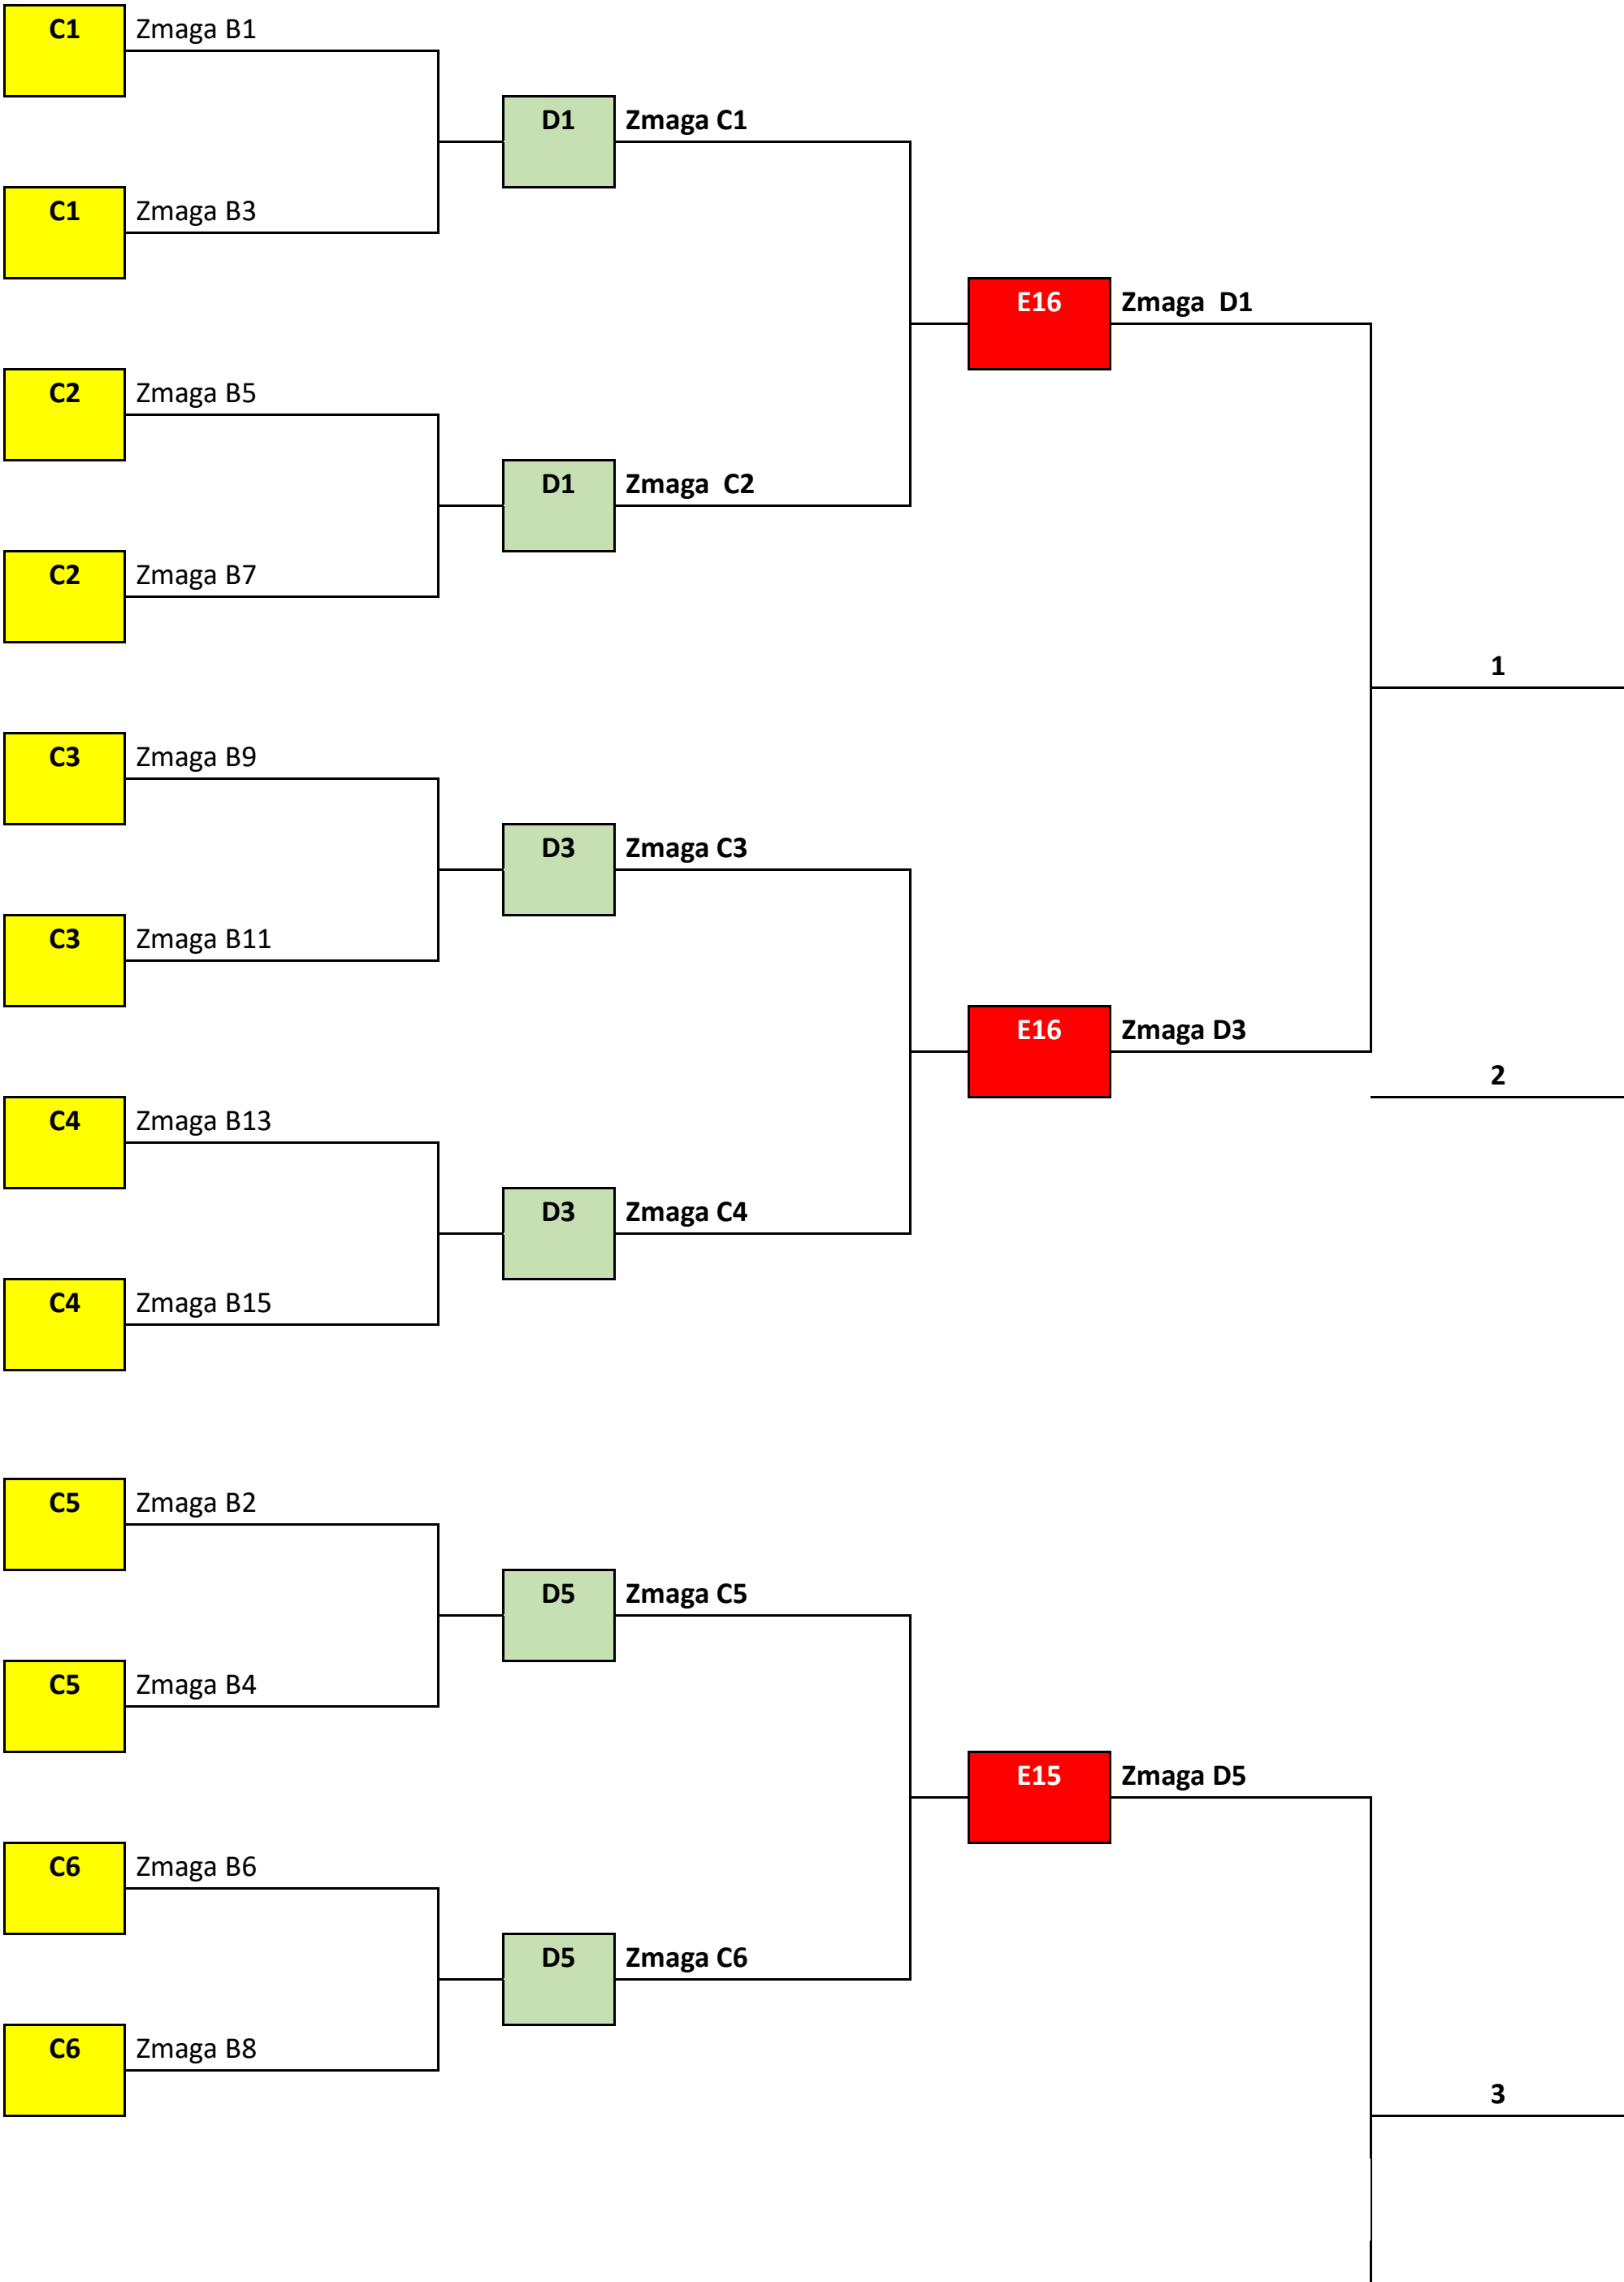 C1 Zmaga B1
D1 Zmaga C1
C1 Zmaga B3
E16 Zmaga  D1
C2 Zmaga B5
D1 Zmaga  C2
C2 Zmaga B7
1
C3 Zmaga B9
D3 Zmaga C3
C3 Zmaga B11
E16 Zmaga D3
2
C4 Zmaga B13
D3 Zmaga C4
C4 Zmaga B15
C5 Zmaga B2
D5 Zmaga C5
C5 Zmaga B4
E15 Zmaga D5
C6 Zmaga B6
D5 Zmaga C6
C6 Zmaga B8
3